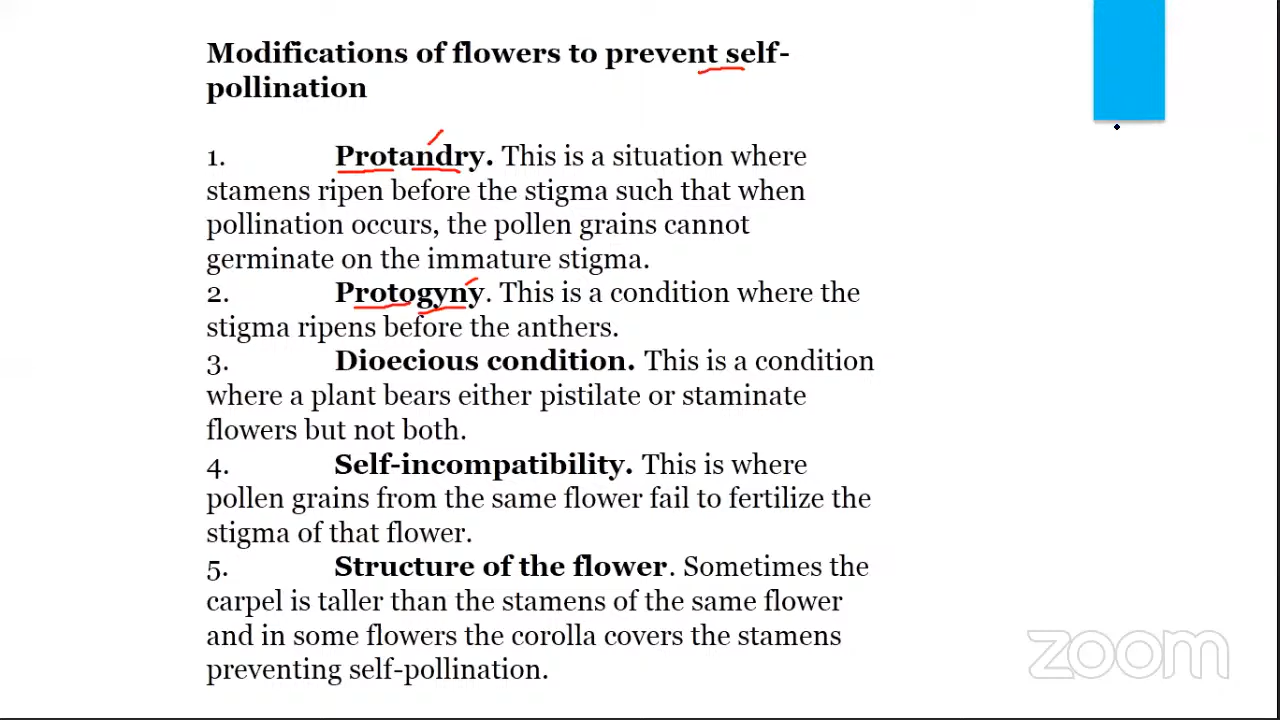 Modifications of flowers to prevent self-
pollination
1. Protandry. This is a situation where
stamens ripen before the stigma such that when
pollination occurs, the pollen grains cannot
germinate on the immature stigma.
2. Protogyny. This is a condition where the
stigma ripens before the anthers.
3. Dioecious condition. This is a condition
where a plant bears either pistilate or staminate
flowers but not both.
4. Self-incompatibility. This is where
pollen grains from the same flower fail to fertilize the
stigma of that flower.
5. Structure of the flower. Sometimes the
carpel is taller than the stamens of the same flower
and in some flowers the corolla covers the stamens
preventing self-pollination.
zoom